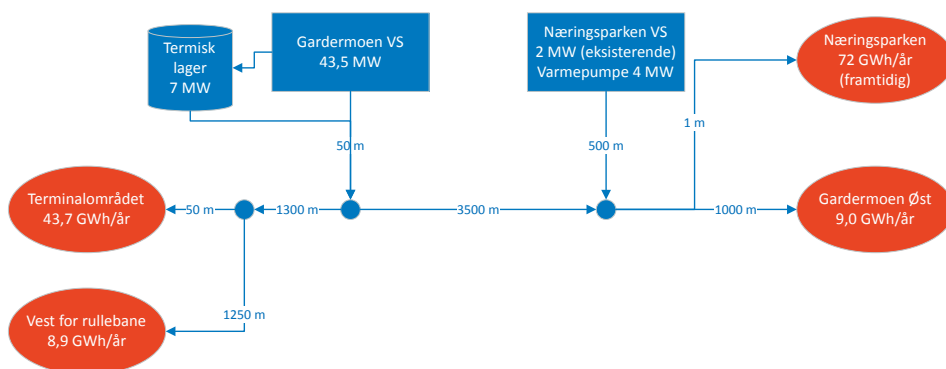 Termisk
lager
7 MW
Gardermoen VS
43,5 MW
Næringsparken VS
2 MW (eksisterende)
Varmepumpe 4 MW
Næringsparken
72 GWh/år
(framtidig)
50 m
500 m
1 m
Terminalområdet
43,7 GWh/år
50 m
1300 m
3500 m
1000 m
Gardermoen Øst
9,0 GWh/år
1250 m
Vest for rullebane
8,9 GWh/år